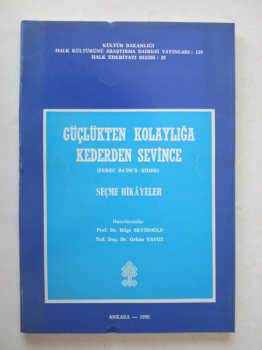 KÜLTÜR BAKANLIĞI
HALK KÜLTÜRÜNÜ ARAŞTIRMA DAİRESİ YAYINLARI : 128
HALK EDEBİYATI DİZİSİ : 28
GÜÇLÜKTEN KOLAYLIĞA
KEDERDEN SEVİNCE
(FEREC BA'DE'Ş - ŞİDDE)
SEÇME HİKÂYELER
Hazırlayanlar
Prof. Dr. Bilge SEYİDOĞLU
Yrd. Doç. Dr. Orhan YAVUZ
ANKARA — 1990